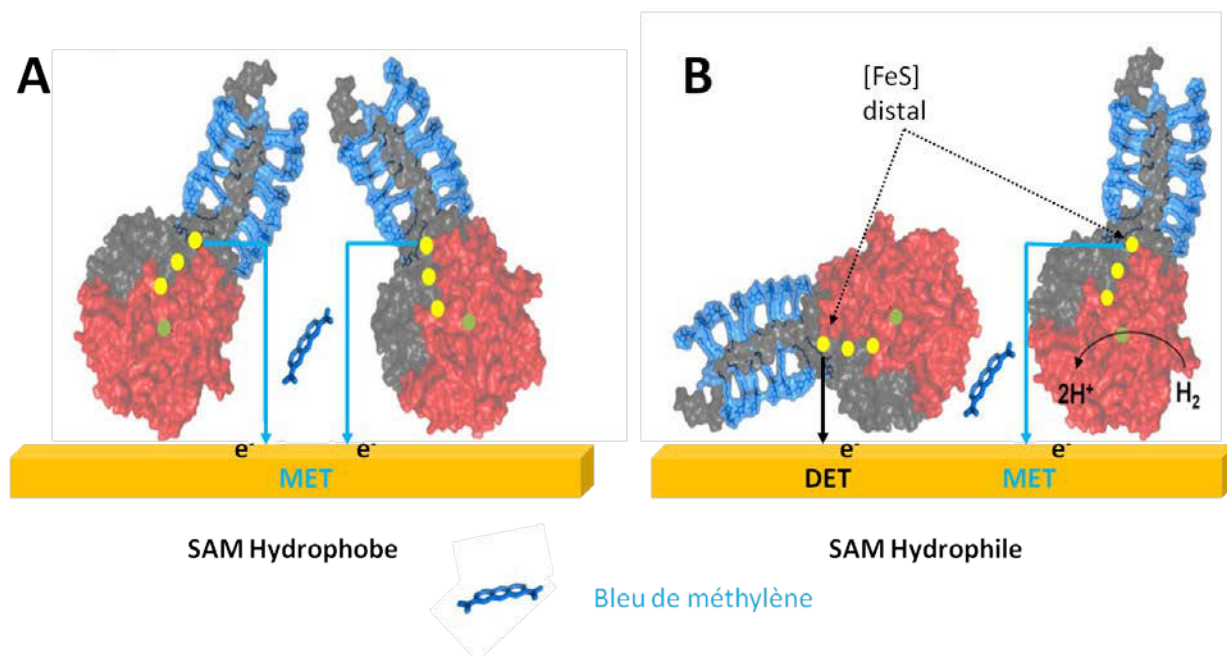 A
B
[FeS]
distal
2H⁺
H₂
e⁻
e⁻
e⁻
e⁻
MET
DET
MET
SAM Hydrophobe
SAM Hydrophile
Bleu de méthylène